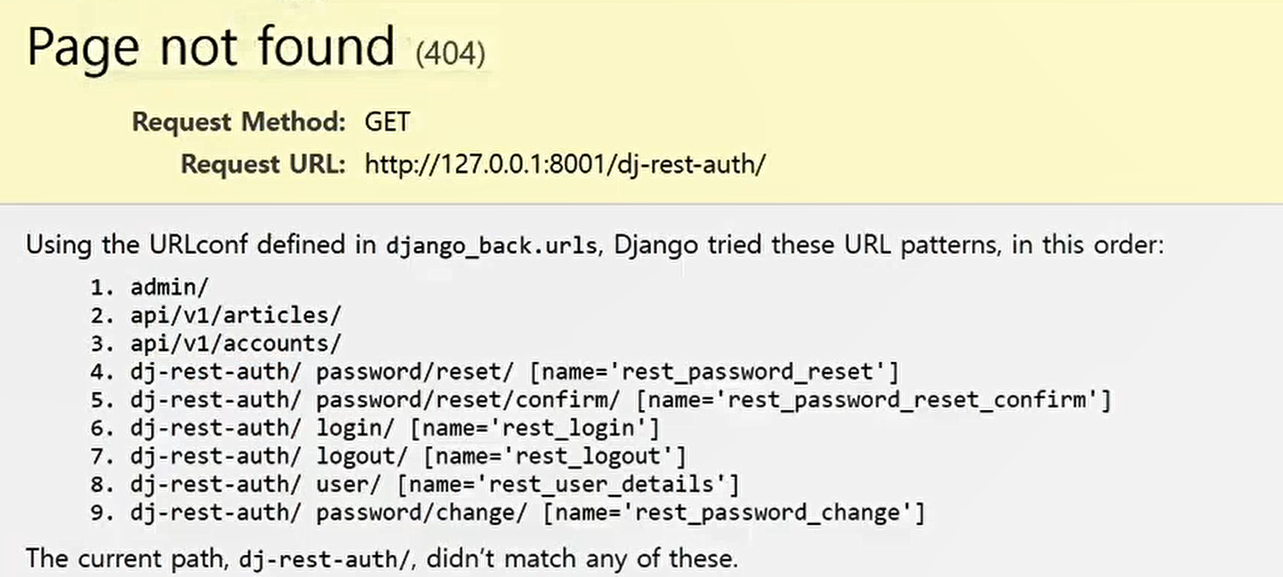 Page not found (404)
Request Method: GET
Request URL: http://127.0.0.1:8001/dj-rest-auth/
Using the URLconf defined in django_back.urls, Django tried these URL patterns, in this order:
1. admin/
2. api/v1/articles/
3. api/v1/accounts/
4. dj-rest-auth/ password/reset/ [name='rest_password_reset']
5. dj-rest-auth/ password/reset/confirm/ [name='rest_password_reset_confirm']
6. dj-rest-auth/ login/ [name='rest_login']
7. dj-rest-auth/ logout/ [name='rest_logout']
8. dj-rest-auth/ user/ [name='rest_user_details']
9. dj-rest-auth/ password/change/ [name='rest_password_change']
The current path, dj-rest-auth/, didn't match any of these.